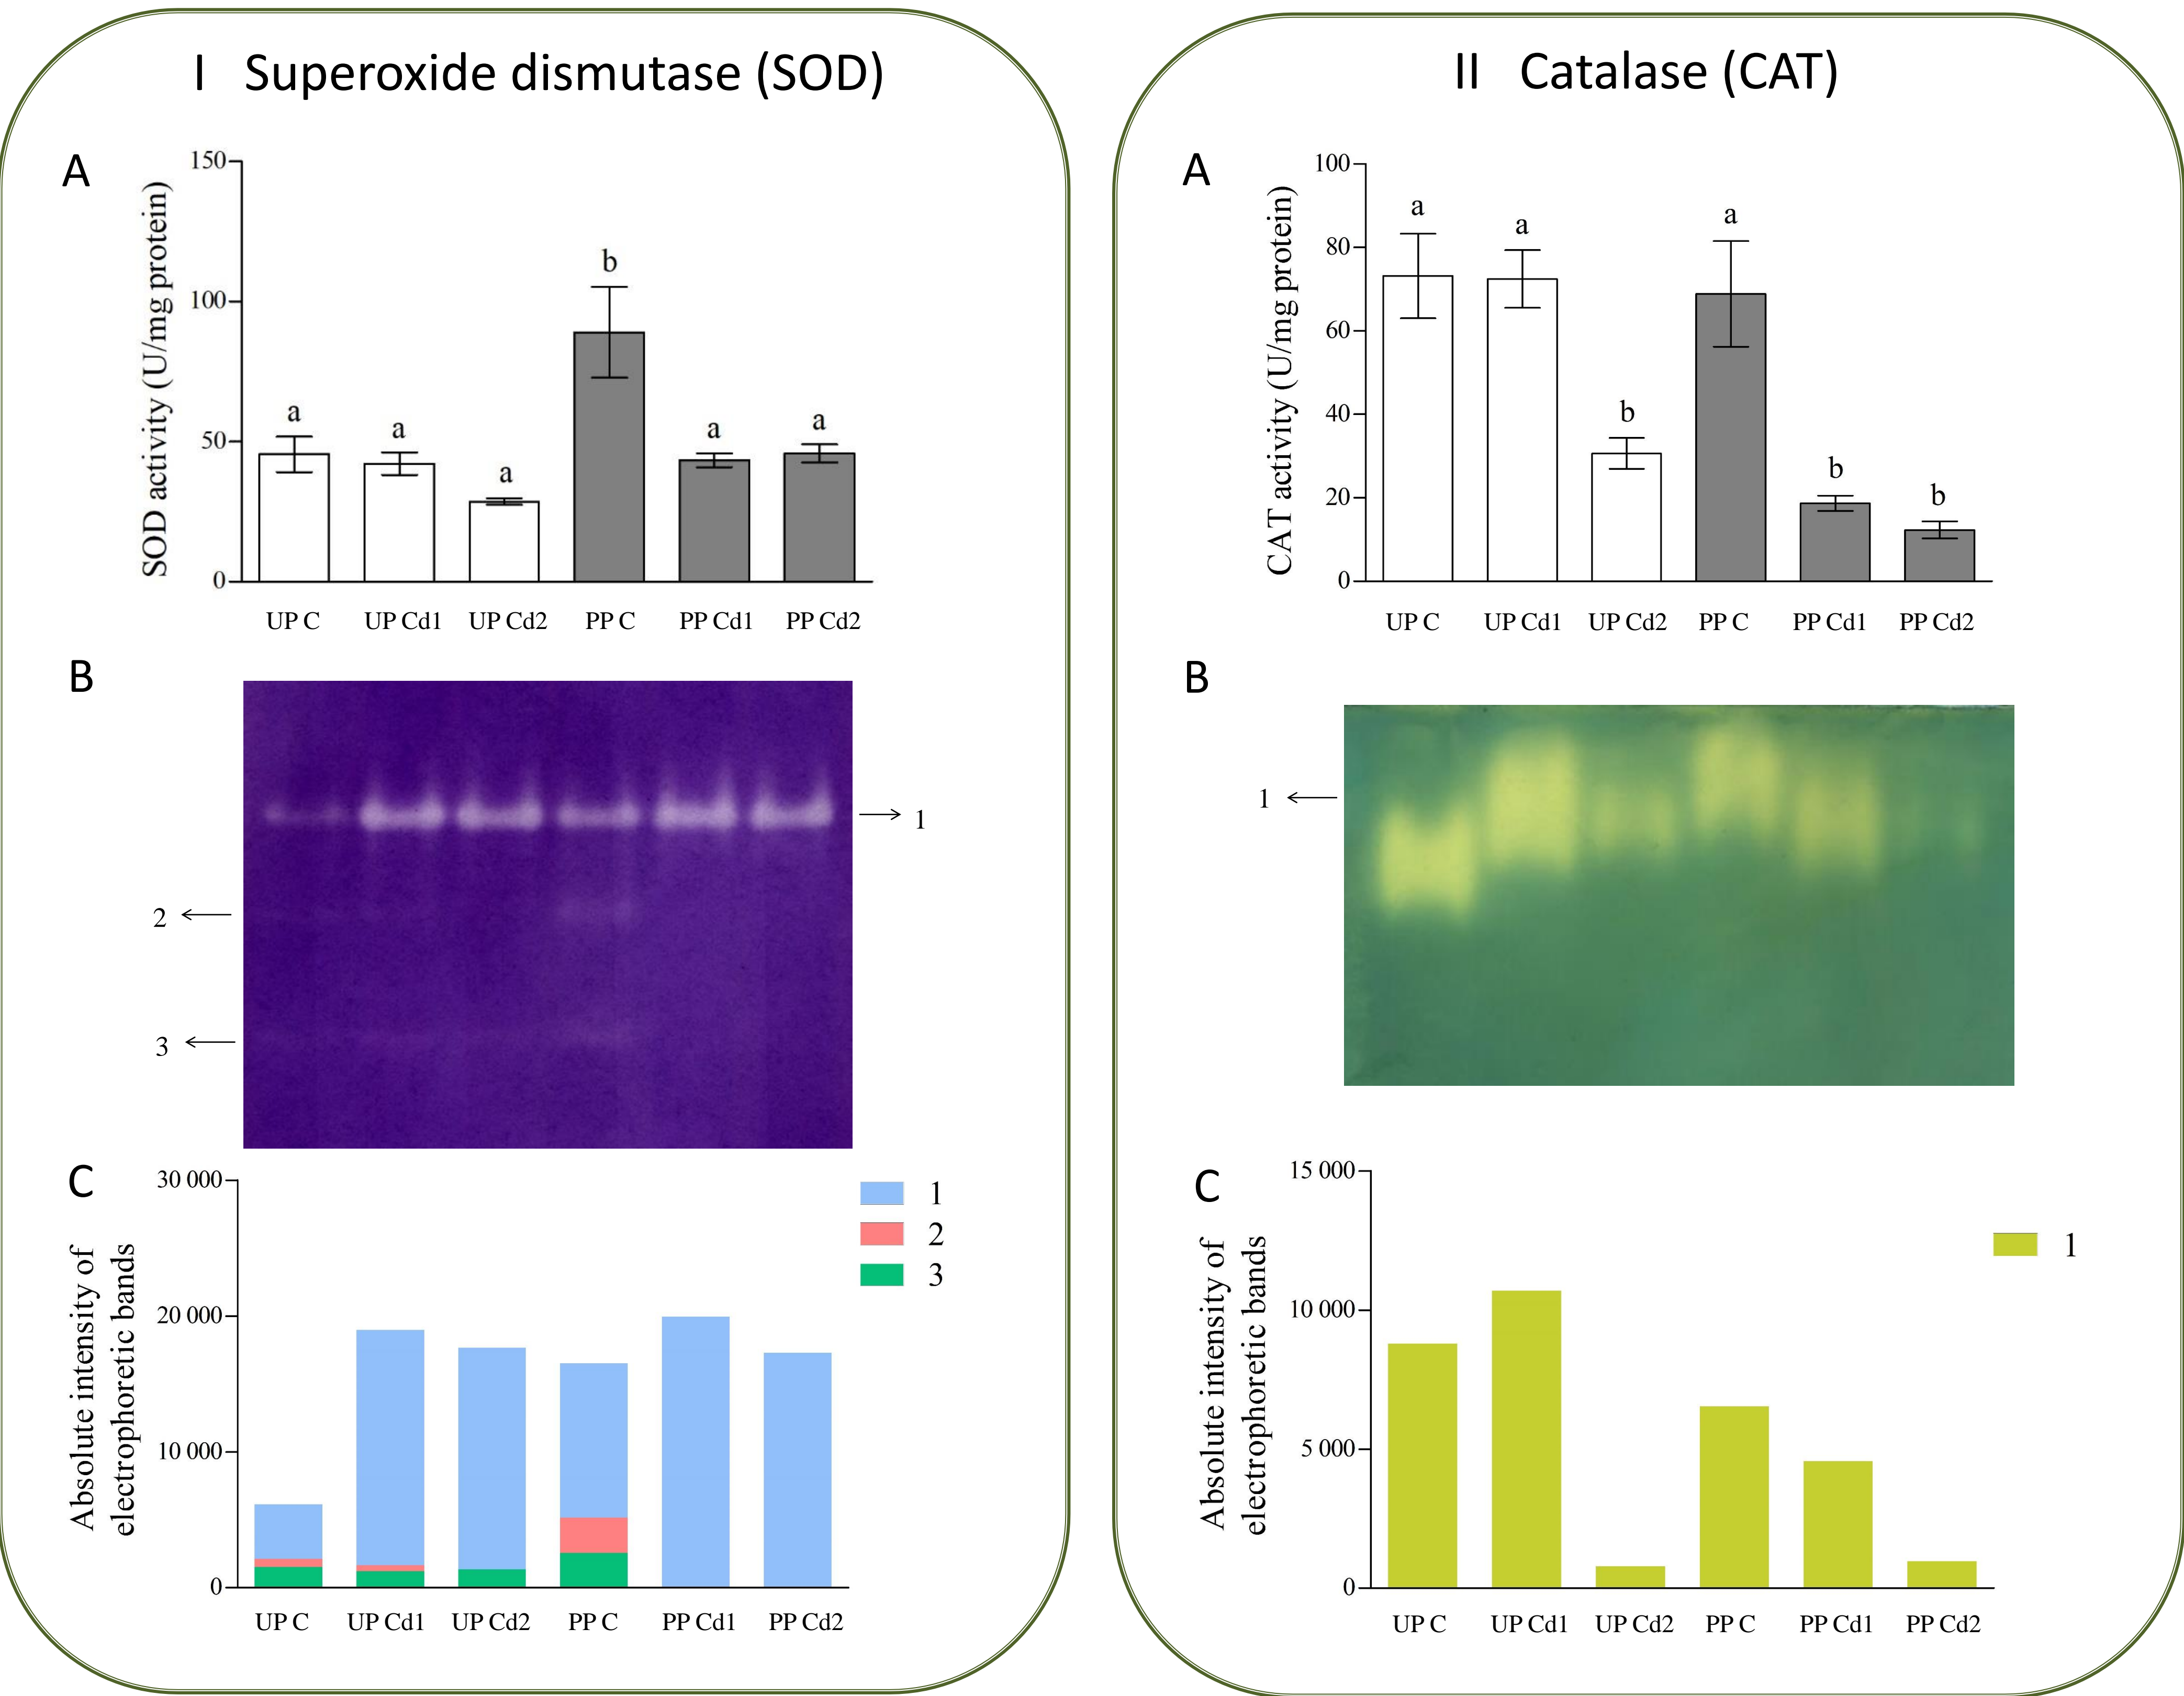 I Superoxide dismutase (SOD)
A
SOD activity (U/mg protein)
150
100
50
0
a
a
a
b
a
a
UP C UP Cd1 UP Cd2 PP C PP Cd1 PP Cd2
B
1
2
3
C
Absolute intensity of
electrophoretic bands
30 000
20 000
10 000
0
1
2
3
UP C UP Cd1 UP Cd2 PP C PP Cd1 PP Cd2
II Catalase (CAT)
A
CAT activity (U/mg protein)
100
80
60
40
20
0
a
a
b
a
b
b
UP C UP Cd1 UP Cd2 PP C PP Cd1 PP Cd2
B
1
C
Absolute intensity of
electrophoretic bands
15 000
10 000
5 000
0
1
UP C UP Cd1 UP Cd2 PP C PP Cd1 PP Cd2